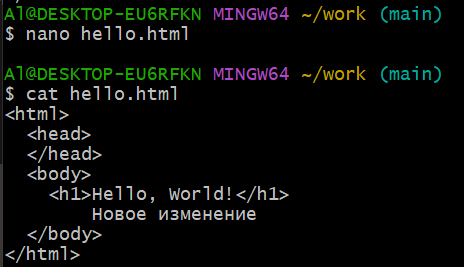 Al@DESKTOP-EU6RFKN MINGW64 ~/work (main)
$ nano hello.html
Al@DESKTOP-EU6RFKN MINGW64 ~/work (main)
$ cat hello.html
<html>
  <head>
  </head>
  <body>
    <h1>Hello, World!</h1>
        Новое изменение
  </body>
</html>